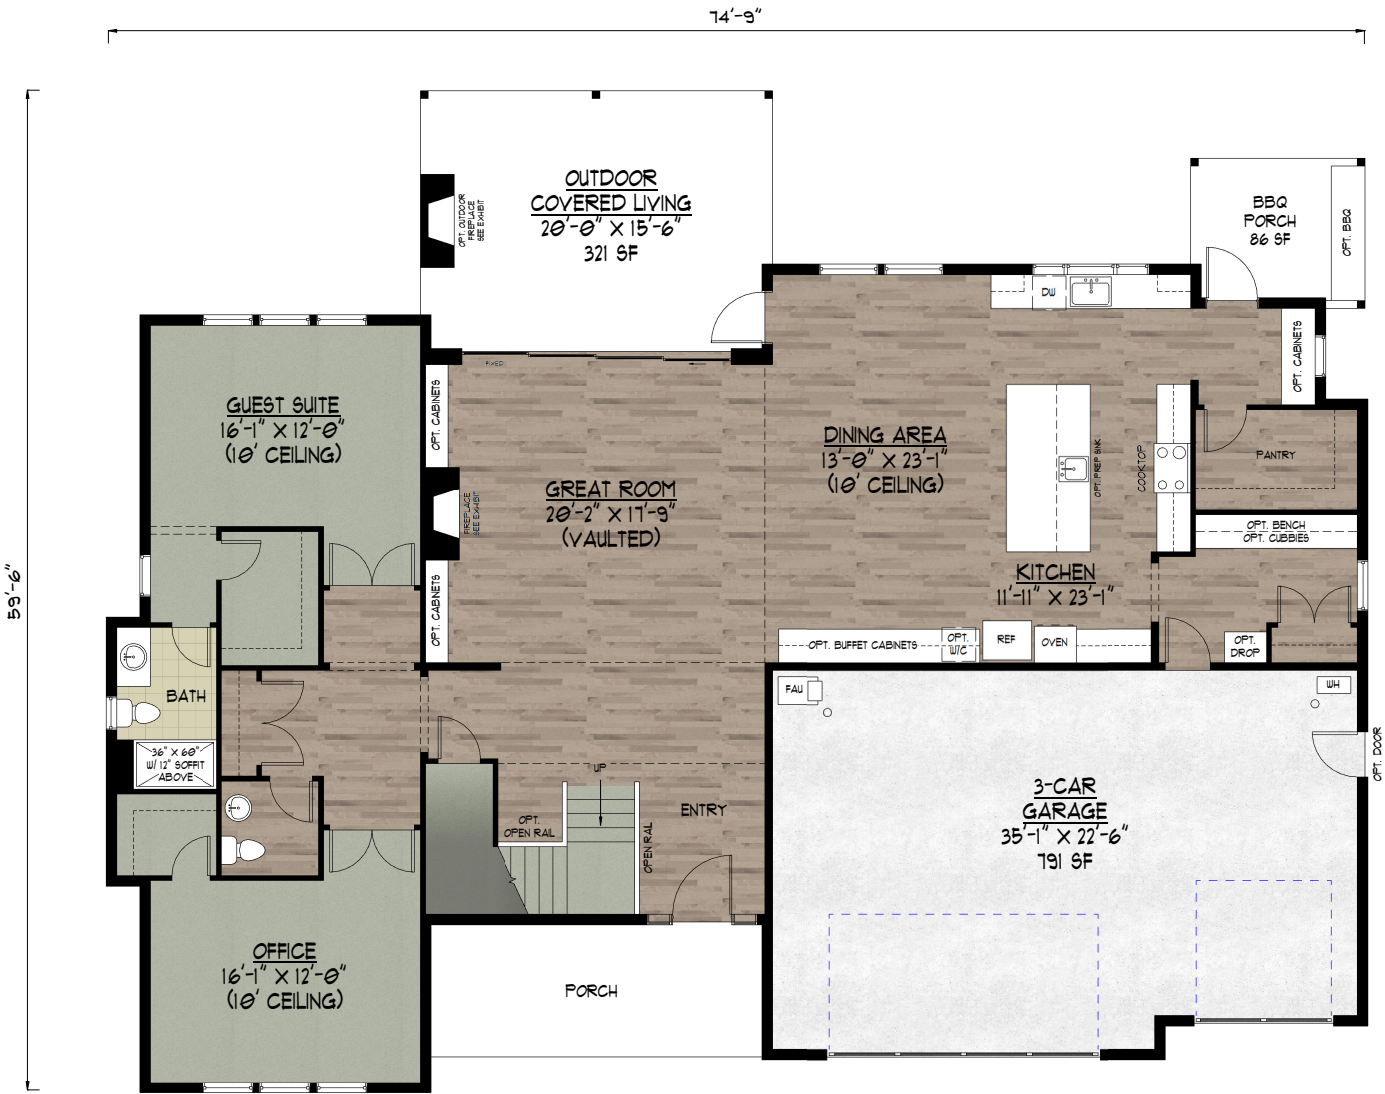 74'-9"
59'-6"
OUTDOOR
COVERED LIVING
20'-0" X 15'-6"
321 SF
OPT. OUTDOOR
FIREPLACE
SEE EXHIBIT
BBQ
PORCH
86 SF
OPT. BBQ
DW
OPT. CABINETS
FIXED
OPT. CABINETS
GUEST SUITE
16'-1" X 12'-0"
(10' CEILING)
GREAT ROOM
20'-2" X 17'-9"
(VAULTED)
FIREPLACE
SEE EXHIBIT
OPT. CABINETS
DINING AREA
13'-0" X 23'-1"
(10' CEILING)
OPT. PREP SINK
COOKTOP
PANTRY
OPT. BENCH
OPT. CUBBIES
KITCHEN
11'-11" X 23'-1"
OPT. BUFFET CABINETS
OPT.
W/C
REF
OVEN
OPT.
DROP
BATH
36" X 60"
W/ 12" SOFFIT
ABOVE
FAU
WH
OPT. DOOR
UP
OPT.
OPEN RAIL
OPEN RAIL
ENTRY
3-CAR
GARAGE
35'-1" X 22'-6"
791 SF
OFFICE
16'-1" X 12'-0"
(10' CEILING)
PORCH